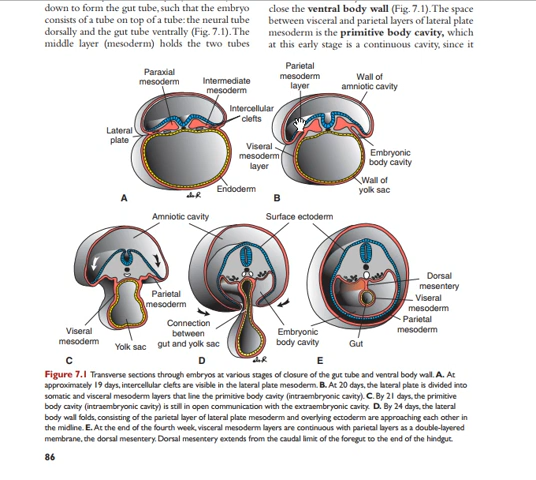 down to form the gut tube, such that the embryo
consists of a tube on top of a tube: the neural tube
dorsally and the gut tube ventrally (Fig. 7.1). The
middle layer (mesoderm) holds the two tubes
close the ventral body wall (Fig. 7.1). The space
between visceral and parietal layers of lateral plate
mesoderm is the primitive body cavity, which
at this early stage is a continuous cavity, since it
Paraxial
mesoderm
Intermediate
mesoderm
Parietal
mesoderm
layer
Wall of
amniotic cavity
Intercellular
clefts
Lateral
plate
Viseral
mesoderm
layer
Embryonic
body cavity
Endoderm
Wall of
yolk sac
A
B
Amniotic cavity
Surface ectoderm
Parietal
mesoderm
Dorsal
mesentery
Viseral
mesoderm
Parietal
mesoderm
Viseral
mesoderm
Yolk sac
Connection
between
gut and yolk sac
Embryonic
body cavity
Gut
C
D
E
Figure 7.1 Transverse sections through embryos at various stages of closure of the gut tube and ventral body wall. A. At
approximately 19 days, intercellular clefts are visible in the lateral plate mesoderm. B. At 20 days, the lateral plate is divided into
somatic and visceral mesoderm layers that line the primitive body cavity (intraembryonic cavity). C. By 21 days, the primitive
body cavity (intraembryonic cavity) is still in open communication with the extraembryonic cavity. D. By 24 days, the lateral
body wall folds, consisting of the parietal layer of lateral plate mesoderm and overlying ectoderm are approaching each other in
the midline. E. At the end of the fourth week, visceral mesoderm layers are continuous with parietal layers as a double-layered
membrane, the dorsal mesentery. Dorsal mesentery extends from the caudal limit of the foregut to the end of the hindgut.
86